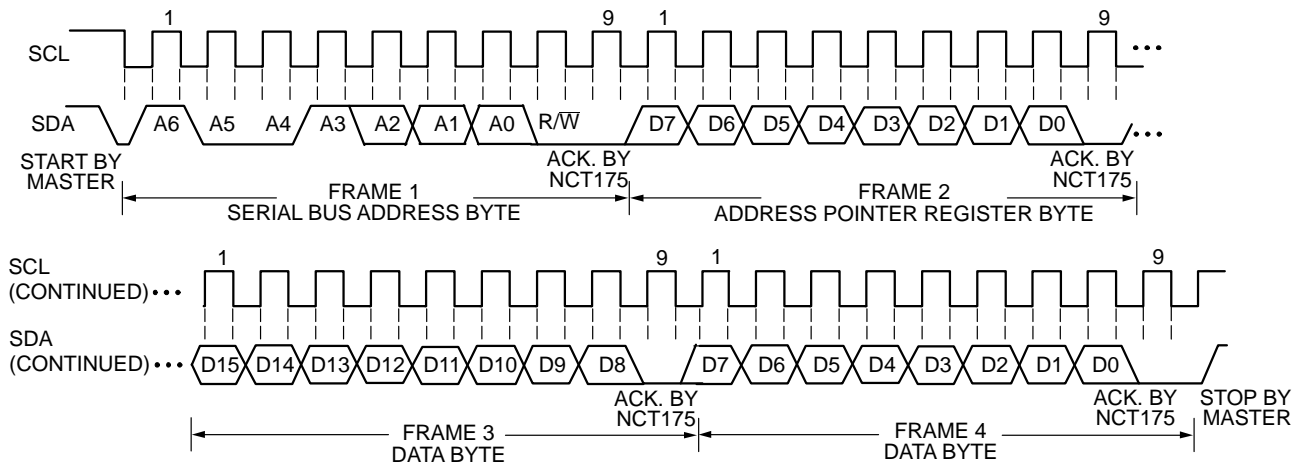 1 9 1 9
SCL
SDA A6 A5 A4 A3 A2 A1 A0 R/W̅ D7 D6 D5 D4 D3 D2 D1 D0
START BY
MASTER
ACK. BY
NCT175
ACK. BY
NCT175
FRAME 1
SERIAL BUS ADDRESS BYTE
FRAME 2
ADDRESS POINTER REGISTER BYTE
1 9 1 9
SCL
(CONTINUED)
SDA
(CONTINUED) D15 D14 D13 D12 D11 D10 D9 D8 D7 D6 D5 D4 D3 D2 D1 D0
ACK. BY
NCT175
ACK. BY
NCT175
STOP BY
MASTER
FRAME 3
DATA BYTE
FRAME 4
DATA BYTE